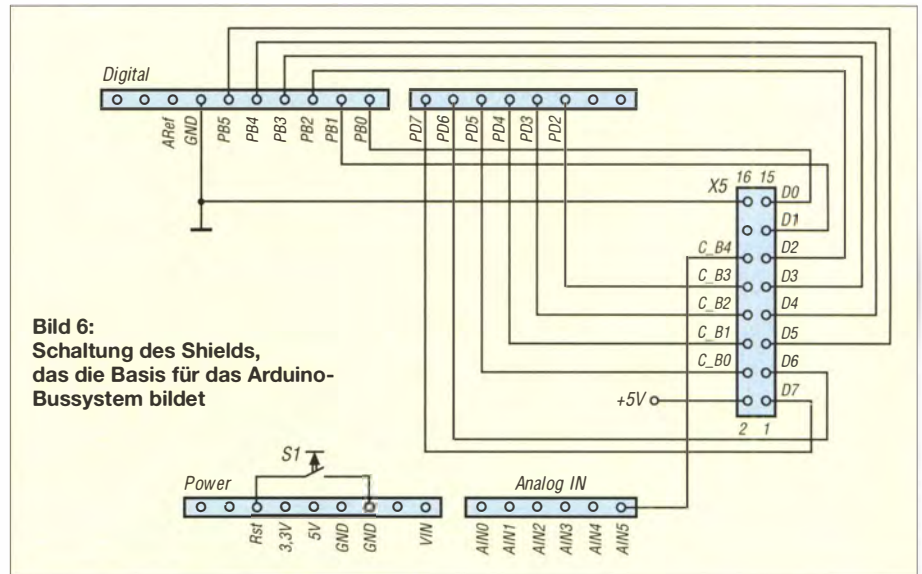 Digital
ARef
GND
PB5
PB4
PB3
PB2
PB1
PB0
PD7
PD6
PD5
PD4
PD3
PD2
X5
16 15
D0
D1
C_B4
D2
C_B3
D3
C_B2
D4
C_B1
D5
C_B0
D6
+5V
D7
2 1
Bild 6:
Schaltung des Shields,
das die Basis für das Arduino-
Bussystem bildet
S1
Power
Analog IN
Rst
3,3V
5V
GND
GND
VIN
AIN0
AIN1
AIN2
AIN3
AIN4
AIN5